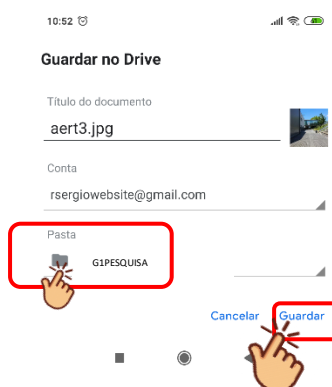 10:52
Guardar no Drive
Título do documento
aert3.jpg
Conta
rsergiowebsite@gmail.com
Pasta
G1PESQUISA
Cancelar Guardar